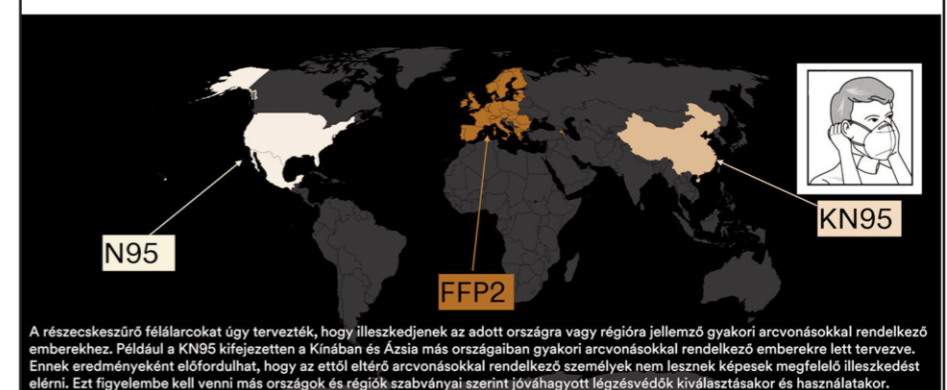 N95
KN95
FFP2
A részecskeszűrő félálarcokat úgy tervezték, hogy illeszkedjenek az adott országra vagy régióra jellemző gyakori arcvonásokkal rendelkező
emberekhez. Például a KN95 kifejezetten a Kínában és Ázsia más országaiban gyakori arcvonásokkal rendelkező emberekre lett tervezve.
Ennek eredményeként előfordulhat, hogy az ettől eltérő arcvonásokkal rendelkező személyek nem lesznek képesek megfelelő illeszkedést
elérni. Ezt figyelembe kell venni más országok és régiók szabványai szerint jóváhagyott légzésvédők kiválasztásakor és használatakor.